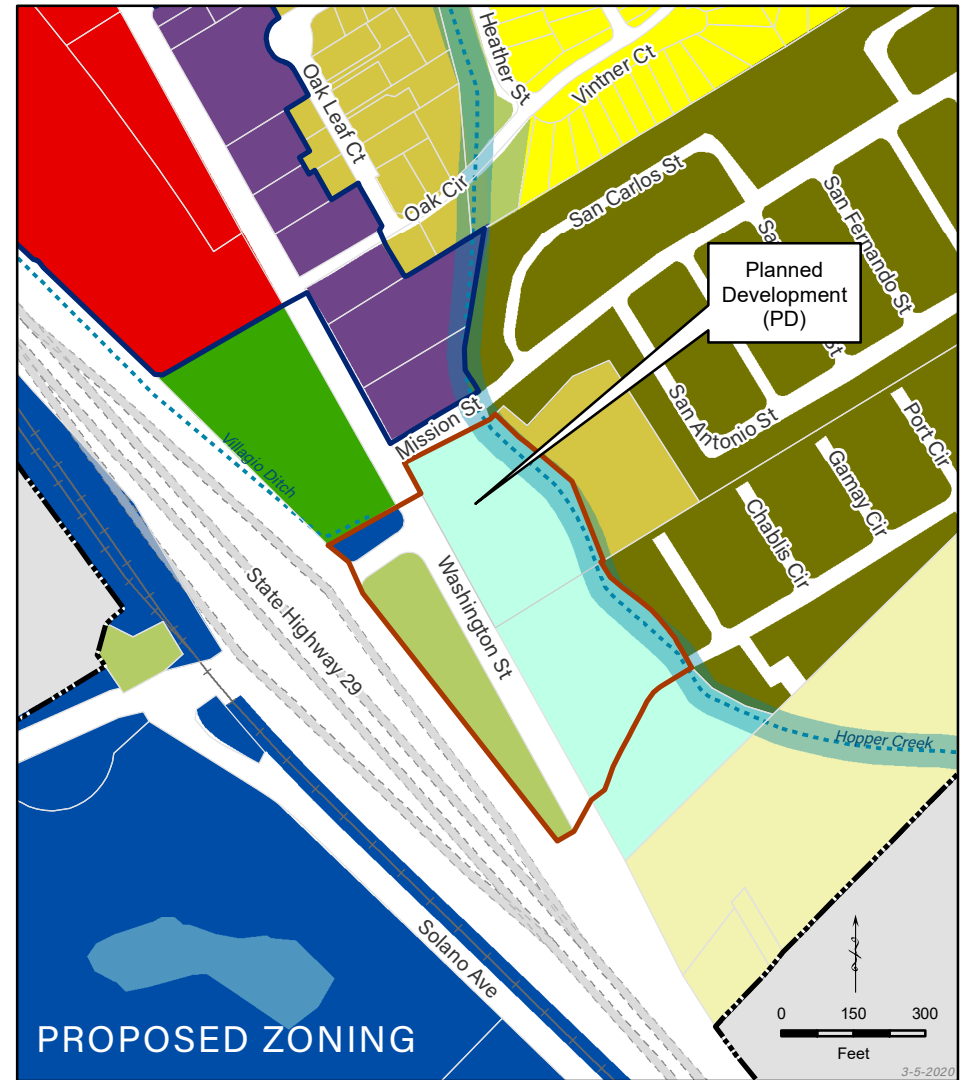 Heather St
Vintner Ct
Oak Leaf Ct
Oak Cir
San Carlos St
San Fernando St
Planned
Development
(PD)
Mission St
San Antonio St
Port Cir
Gamay Cir
Chablis Cir
Villagio Ditch
Washington St
State Highway 29
Hopper Creek
Solano Ave
PROPOSED ZONING
0 150 300
Feet
3-5-2020